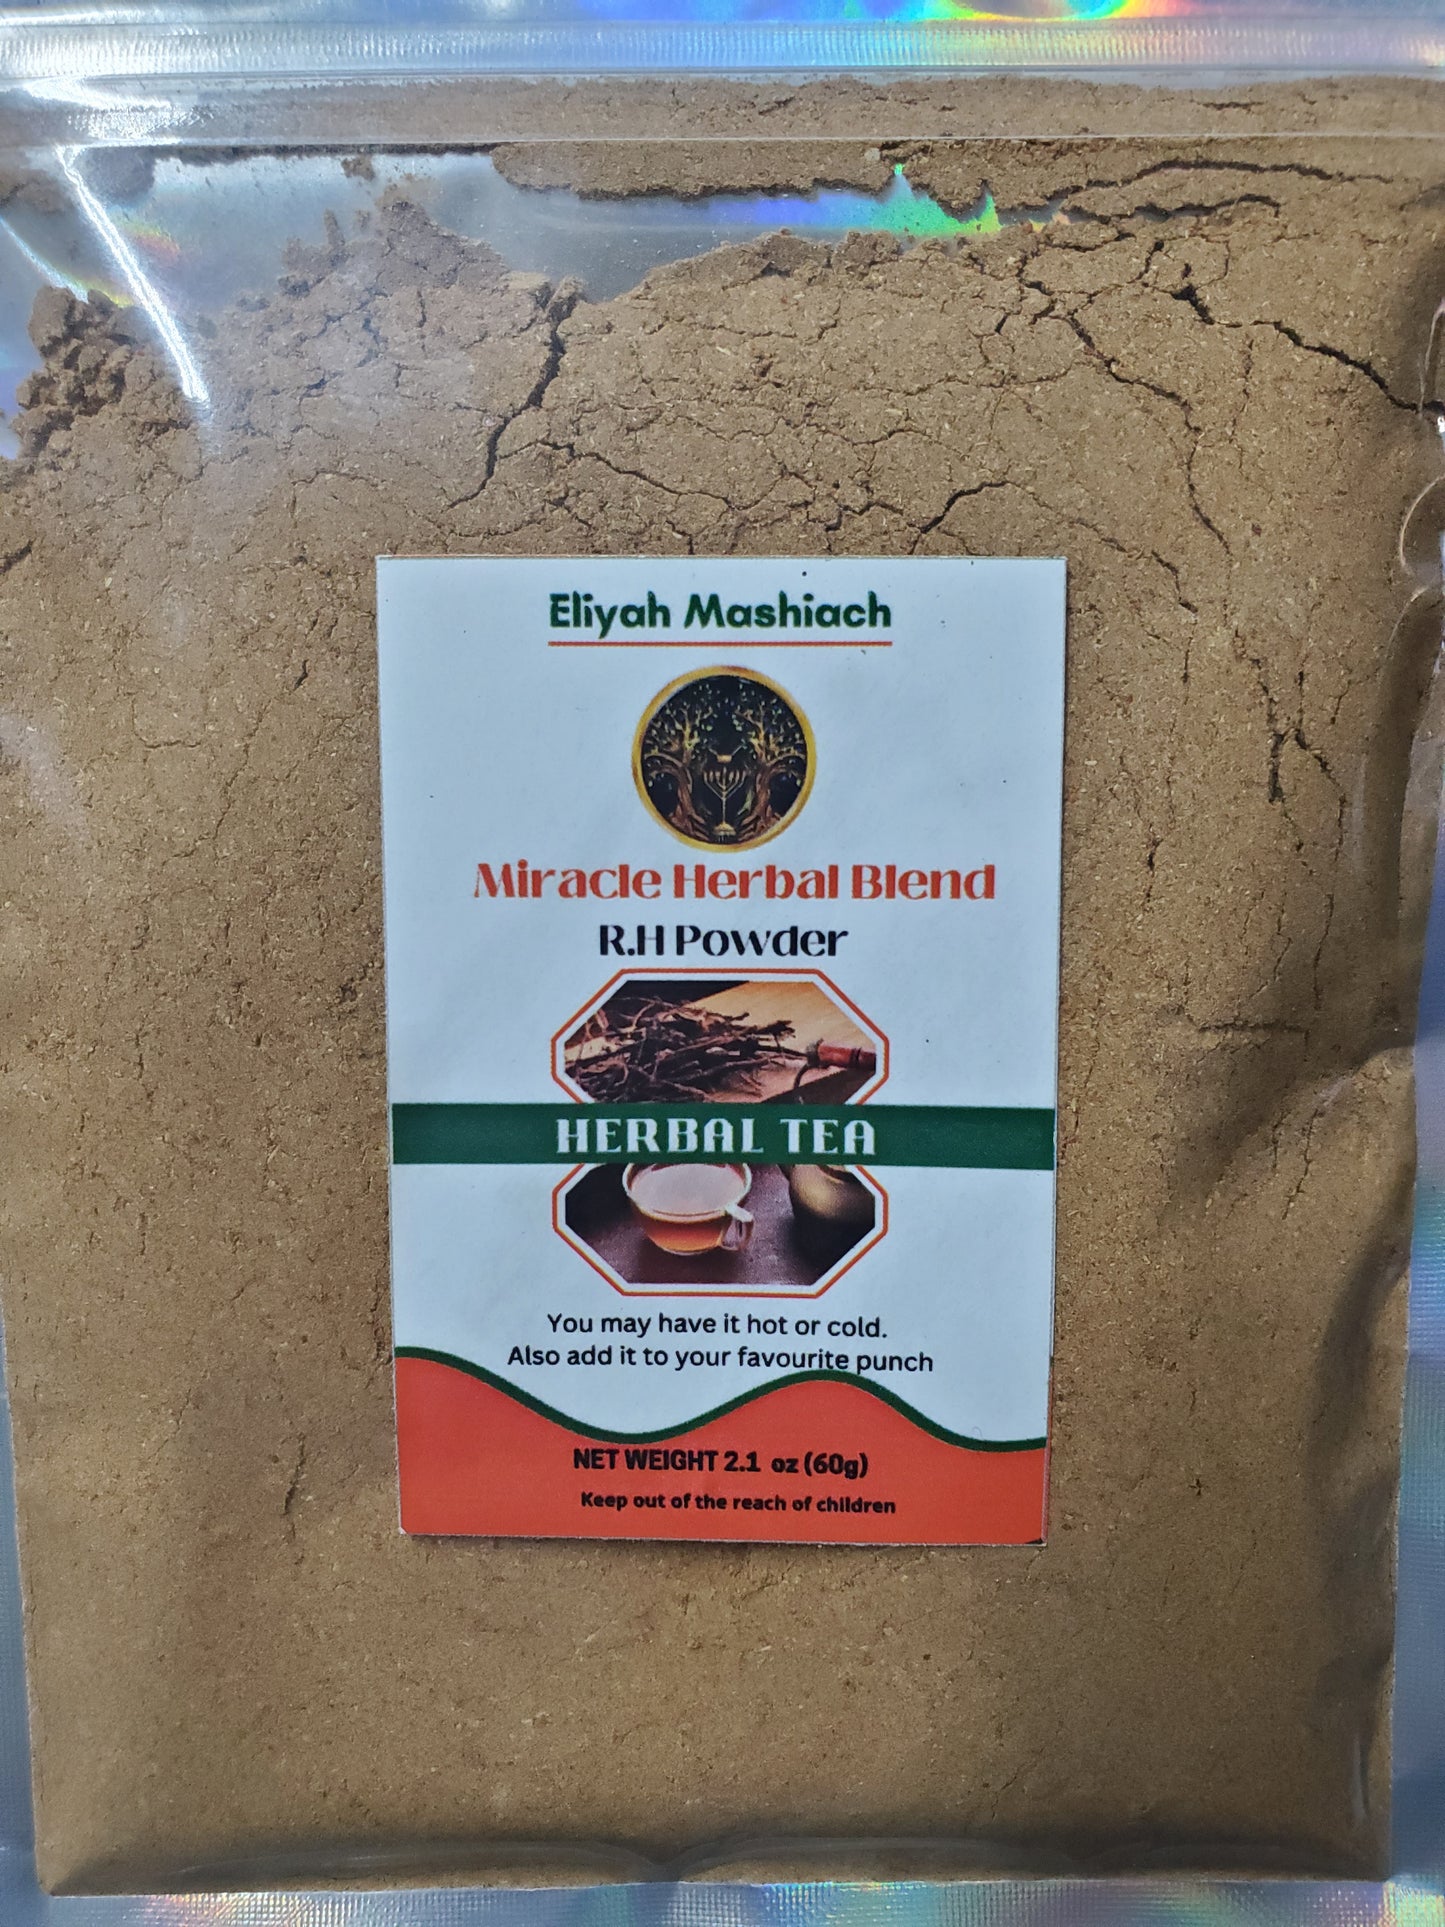 Eliyah Mashiach
Miracle Herbal Blend
R.H Powder
HERBAL TEA
You may have it hot or cold.
Also add it to your favourite punch
NET WEIGHT 2.1 oz (60g)
Keep out of the reach of children